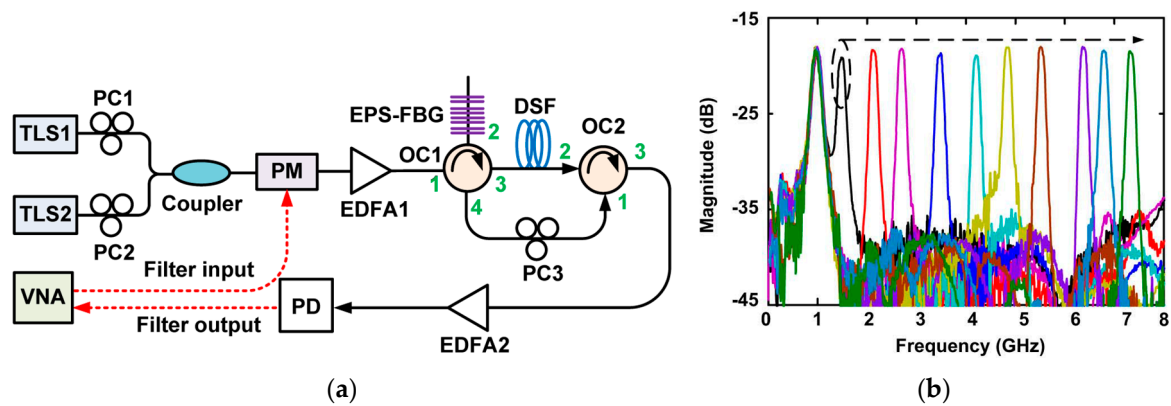 PC1
TLS1
TLS2
PC2
Coupler
PM
EDFA1
EPS-FBG
OC1
1
2
3
4
DSF
OC2
2
3
1
PC3
VNA
Filter input
Filter output
PD
EDFA2
(a)
-15
-25
-35
-45
Magnitude (dB)
0 1 2 3 4 5 6 7 8
Frequency (GHz)
(b)